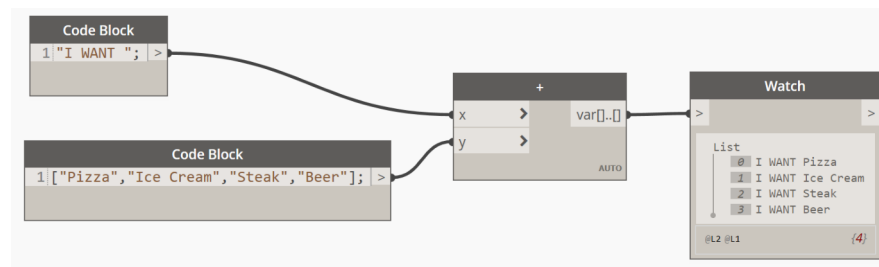 Code Block
1 "I WANT "; >
Code Block
1 ["Pizza","Ice Cream","Steak","Beer"]; >
+
x > var[]..[]
y >
AUTO
Watch
> >
List
0 I WANT Pizza
1 I WANT Ice Cream
2 I WANT Steak
3 I WANT Beer
@L2 @L1 {4}